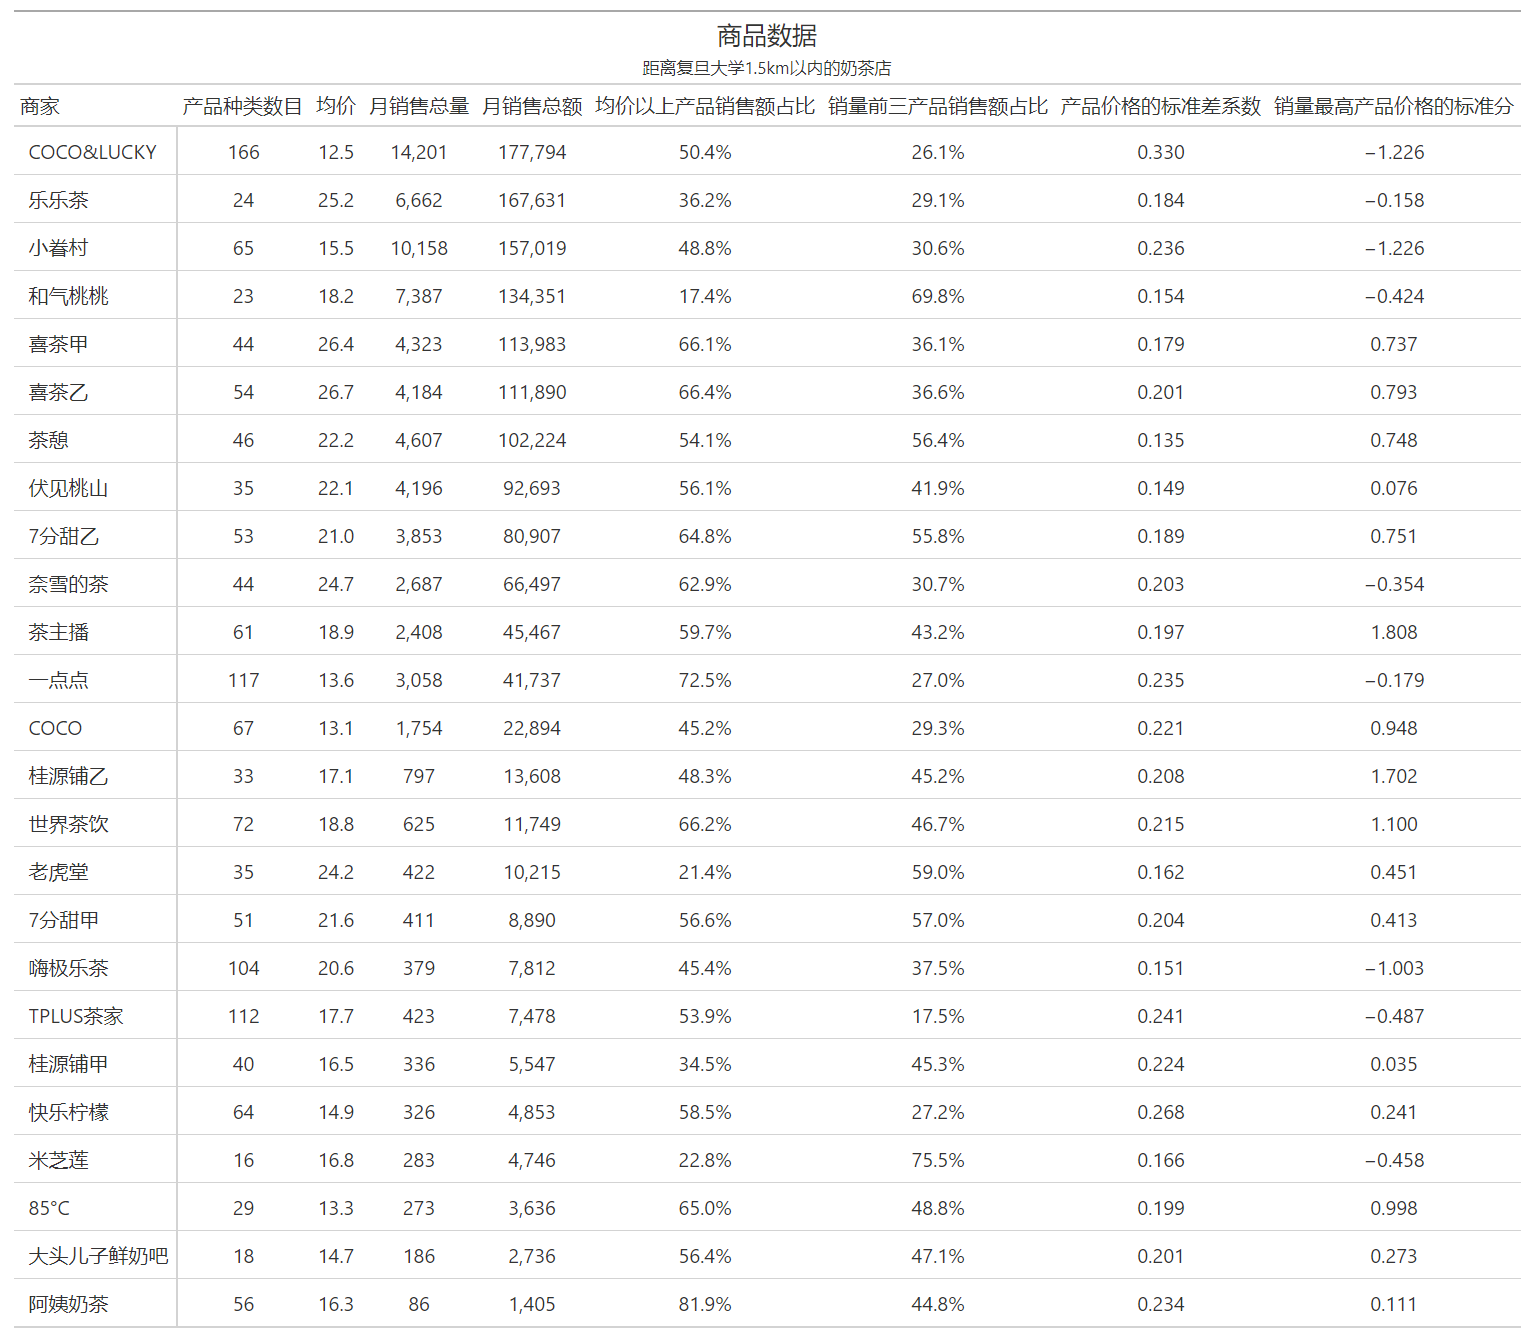 商品数据
距离复旦大学1.5km以内的奶茶店
商家 产品种类数目 均价 月销售总量 月销售总额 均价以上产品销售额占比 销量前三产品销售额占比 产品价格的标准差系数 销量最高产品价格的标准分
COCO&LUCKY 166 12.5 14,201 177,794 50.4% 26.1% 0.330 −1.226
乐乐茶 24 25.2 6,662 167,631 36.2% 29.1% 0.184 −0.158
小眷村 65 15.5 10,158 157,019 48.8% 30.6% 0.236 −1.226
和气桃桃 23 18.2 7,387 134,351 17.4% 69.8% 0.154 −0.424
喜茶甲 44 26.4 4,323 113,983 66.1% 36.1% 0.179 0.737
喜茶乙 54 26.7 4,184 111,890 66.4% 36.6% 0.201 0.793
茶憩 46 22.2 4,607 102,224 54.1% 56.4% 0.135 0.748
伏见桃山 35 22.1 4,196 92,693 56.1% 41.9% 0.149 0.076
7分甜乙 53 21.0 3,853 80,907 64.8% 55.8% 0.189 0.751
奈雪的茶 44 24.7 2,687 66,497 62.9% 30.7% 0.203 −0.354
茶主播 61 18.9 2,408 45,467 59.7% 43.2% 0.197 1.808
一点点 117 13.6 3,058 41,737 72.5% 27.0% 0.235 −0.179
COCO 67 13.1 1,754 22,894 45.2% 29.3% 0.221 0.948
桂源铺乙 33 17.1 797 13,608 48.3% 45.2% 0.208 1.702
世界茶饮 72 18.8 625 11,749 66.2% 46.7% 0.215 1.100
老虎堂 35 24.2 422 10,215 21.4% 59.0% 0.162 0.451
7分甜甲 51 21.6 411 8,890 56.6% 57.0% 0.204 0.413
嗨极乐茶 104 20.6 379 7,812 45.4% 37.5% 0.151 −1.003
TPLUS茶家 112 17.7 423 7,478 53.9% 17.5% 0.241 −0.487
桂源铺甲 40 16.5 336 5,547 34.5% 45.3% 0.224 0.035
快乐柠檬 64 14.9 326 4,853 58.5% 27.2% 0.268 0.241
米芝莲 16 16.8 283 4,746 22.8% 75.5% 0.166 −0.458
85°C 29 13.3 273 3,636 65.0% 48.8% 0.199 0.998
大头儿子鲜奶吧 18 14.7 186 2,736 56.4% 47.1% 0.201 0.273
阿姨奶茶 56 16.3 86 1,405 81.9% 44.8% 0.234 0.111